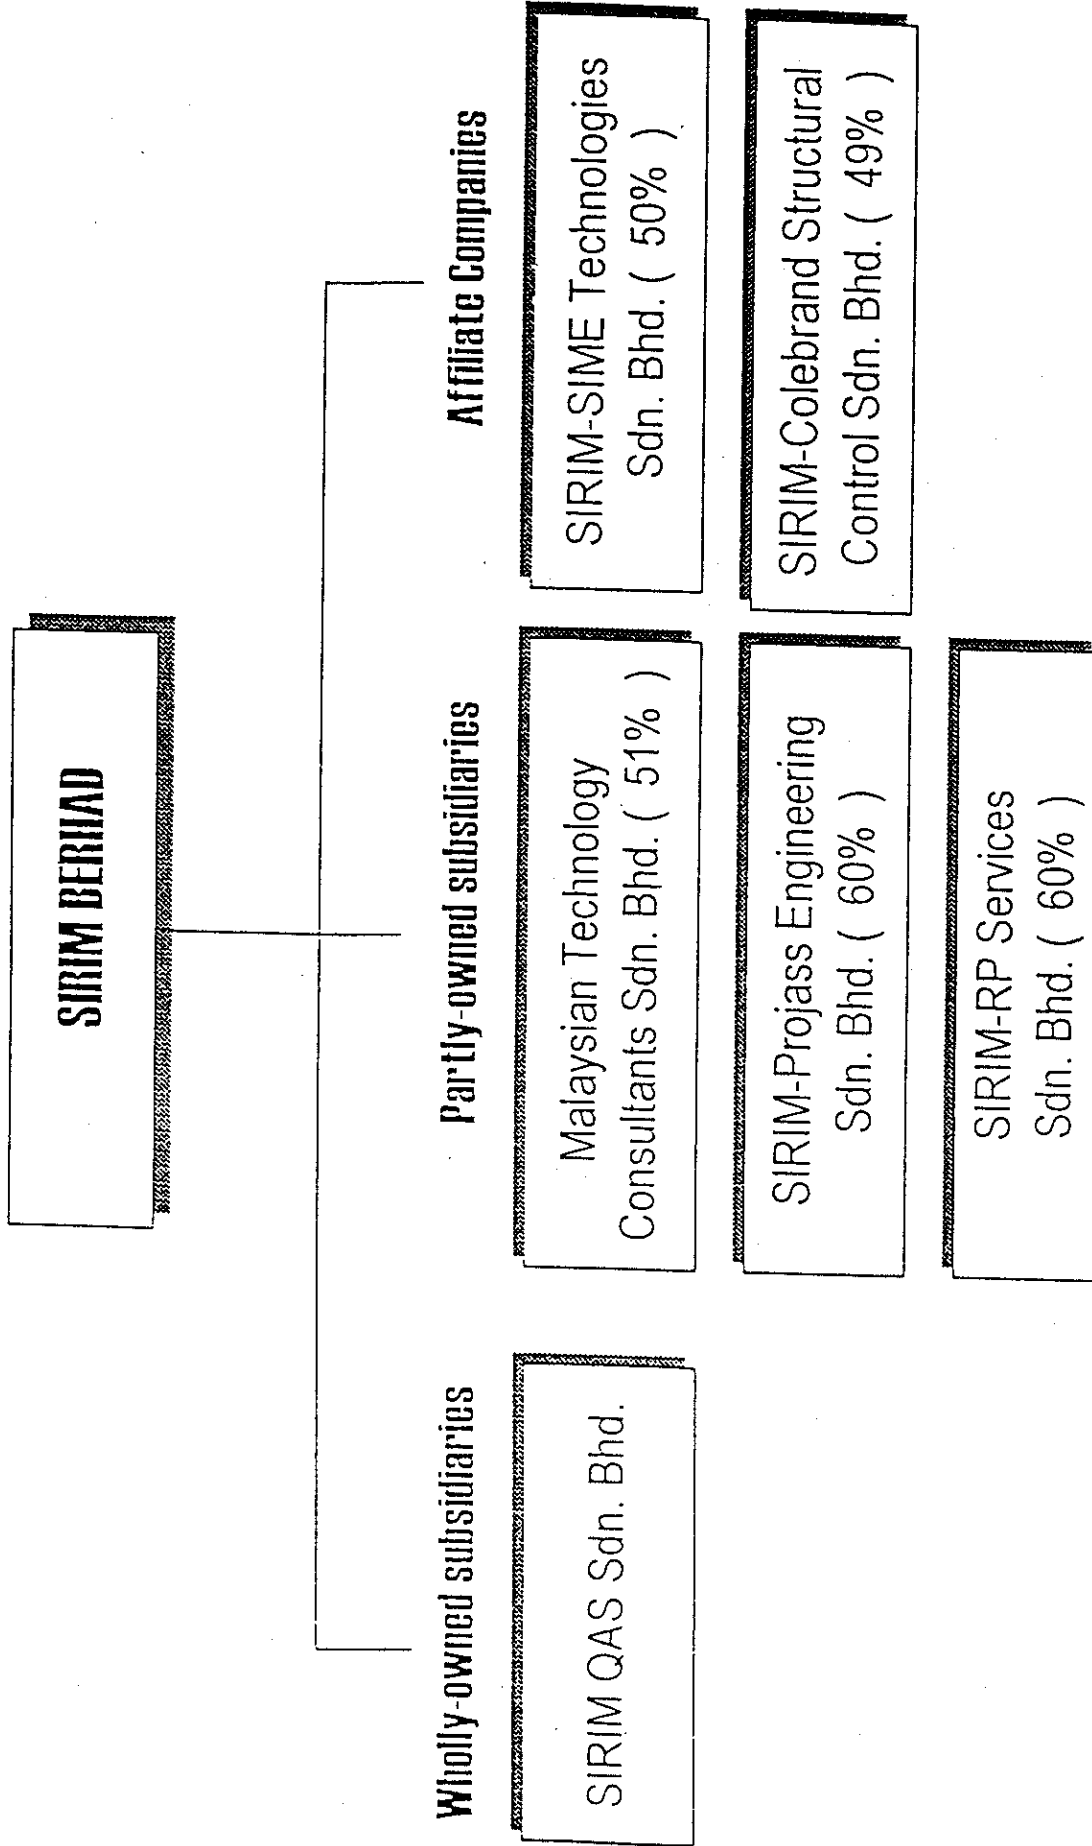 SIRIM BERHAD
Wholly-owned subsidiaries
SIRIM QAS Sdn. Bhd.
Partly-owned subsidiaries
Malaysian Technology
Consultants Sdn. Bhd. ( 51% )
SIRIM-Projass Engineering
Sdn. Bhd. ( 60% )
SIRIM-RP Services
Sdn. Bhd. ( 60% )
Affiliate Companies
SIRIM-SIME Technologies
Sdn. Bhd. ( 50% )
SIRIM-Colebrand Structural
Control Sdn. Bhd. ( 49% )